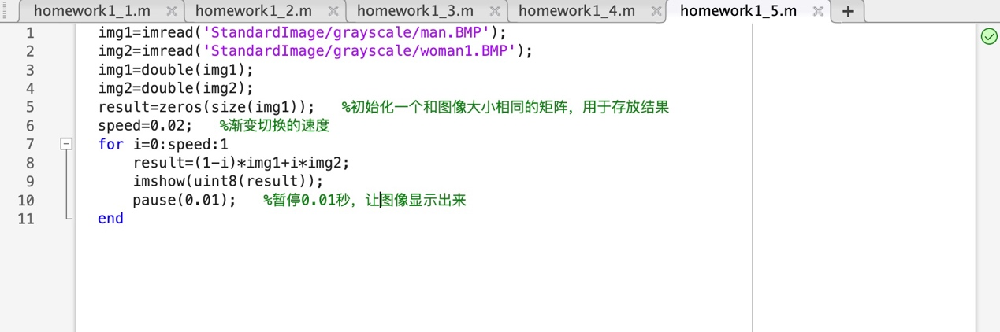 homework1_1.m homework1_2.m homework1_3.m homework1_4.m homework1_5.m
1 img1=imread('StandardImage/grayscale/man.BMP');
2 img2=imread('StandardImage/grayscale/woman1.BMP');
3 img1=double(img1);
4 img2=double(img2);
5 result=zeros(size(img1)); %初始化一个和图像大小相同的矩阵，用于存放结果
6 speed=0.02; %渐变切换的速度
7 for i=0:speed:1
8 result=(1-i)*img1+i*img2;
9 imshow(uint8(result));
10 pause(0.01); %暂停0.01秒，让图像显示出来
11 end